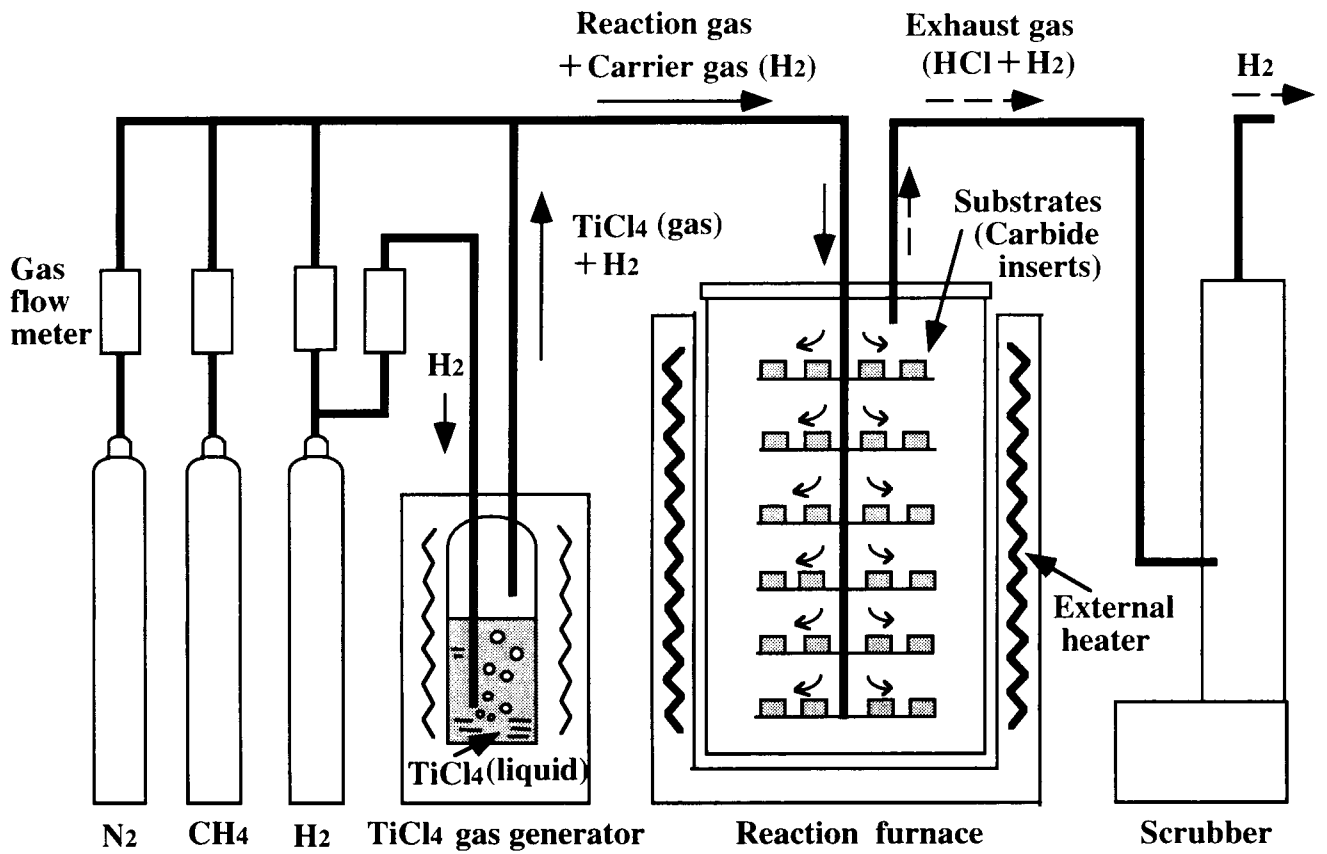 Reaction gas
+Carrier gas (H2)
Exhaust gas
(HCl+H2)
H2
TiCl4 (gas)
+H2
Substrates
(Carbide
inserts)
Gas
flow
meter
H2
External
heater
TiCl4(liquid)
N2
CH4
H2
TiCl4 gas generator
Reaction furnace
Scrubber